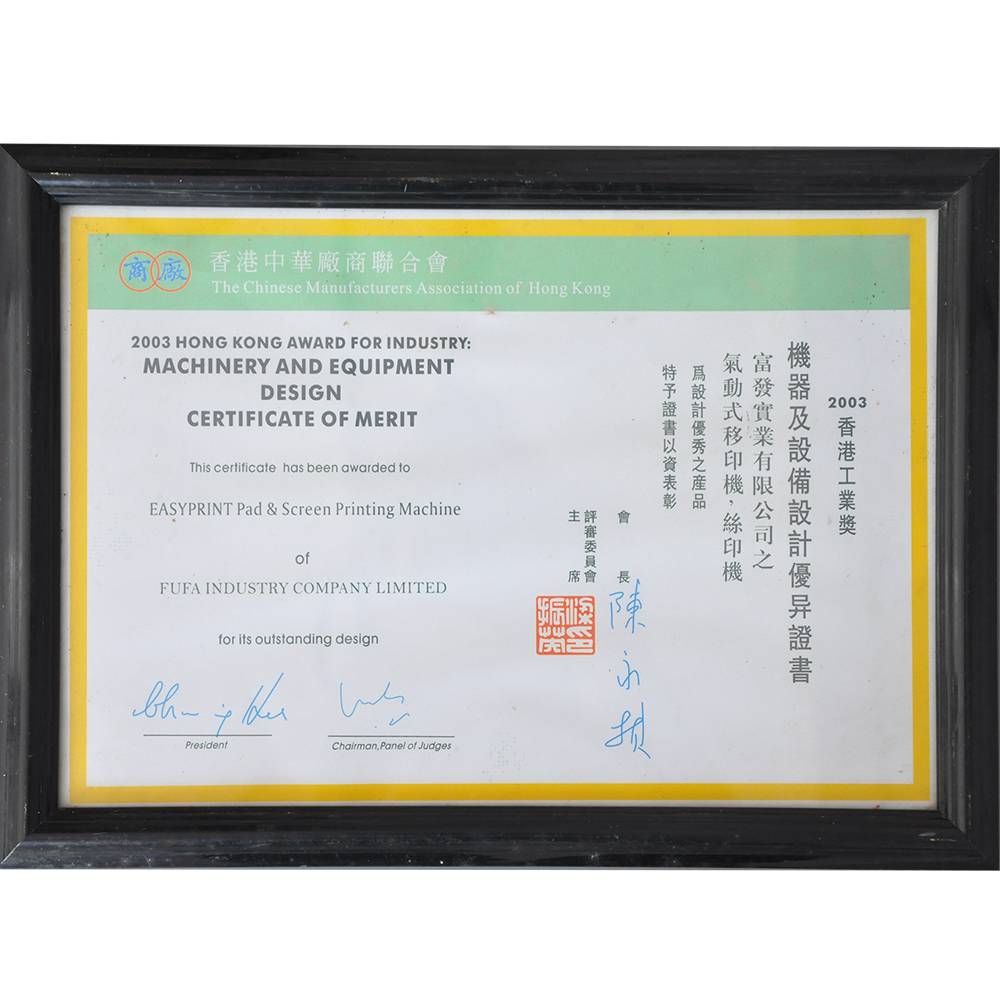 商廠
香港中華廠商聯合會
The Chinese Manufacturers Association of Hong Kong
2003 HONG KONG AWARD FOR INDUSTRY:
MACHINERY AND EQUIPMENT
DESIGN
CERTIFICATE OF MERIT
This certificate has been awarded to
EASYPRINT Pad & Screen Printing Machine
of
FUFA INDUSTRY COMPANY LIMITED
for its outstanding design
President
Chairman, Panel of Judges
2003
香港工業獎
機器及設備設計優异證書
富發實業有限公司之
氣動式移印機，絲印機
爲設計優秀之産品
特予證書以資表彰
會長
陳永
評審委員會
主席